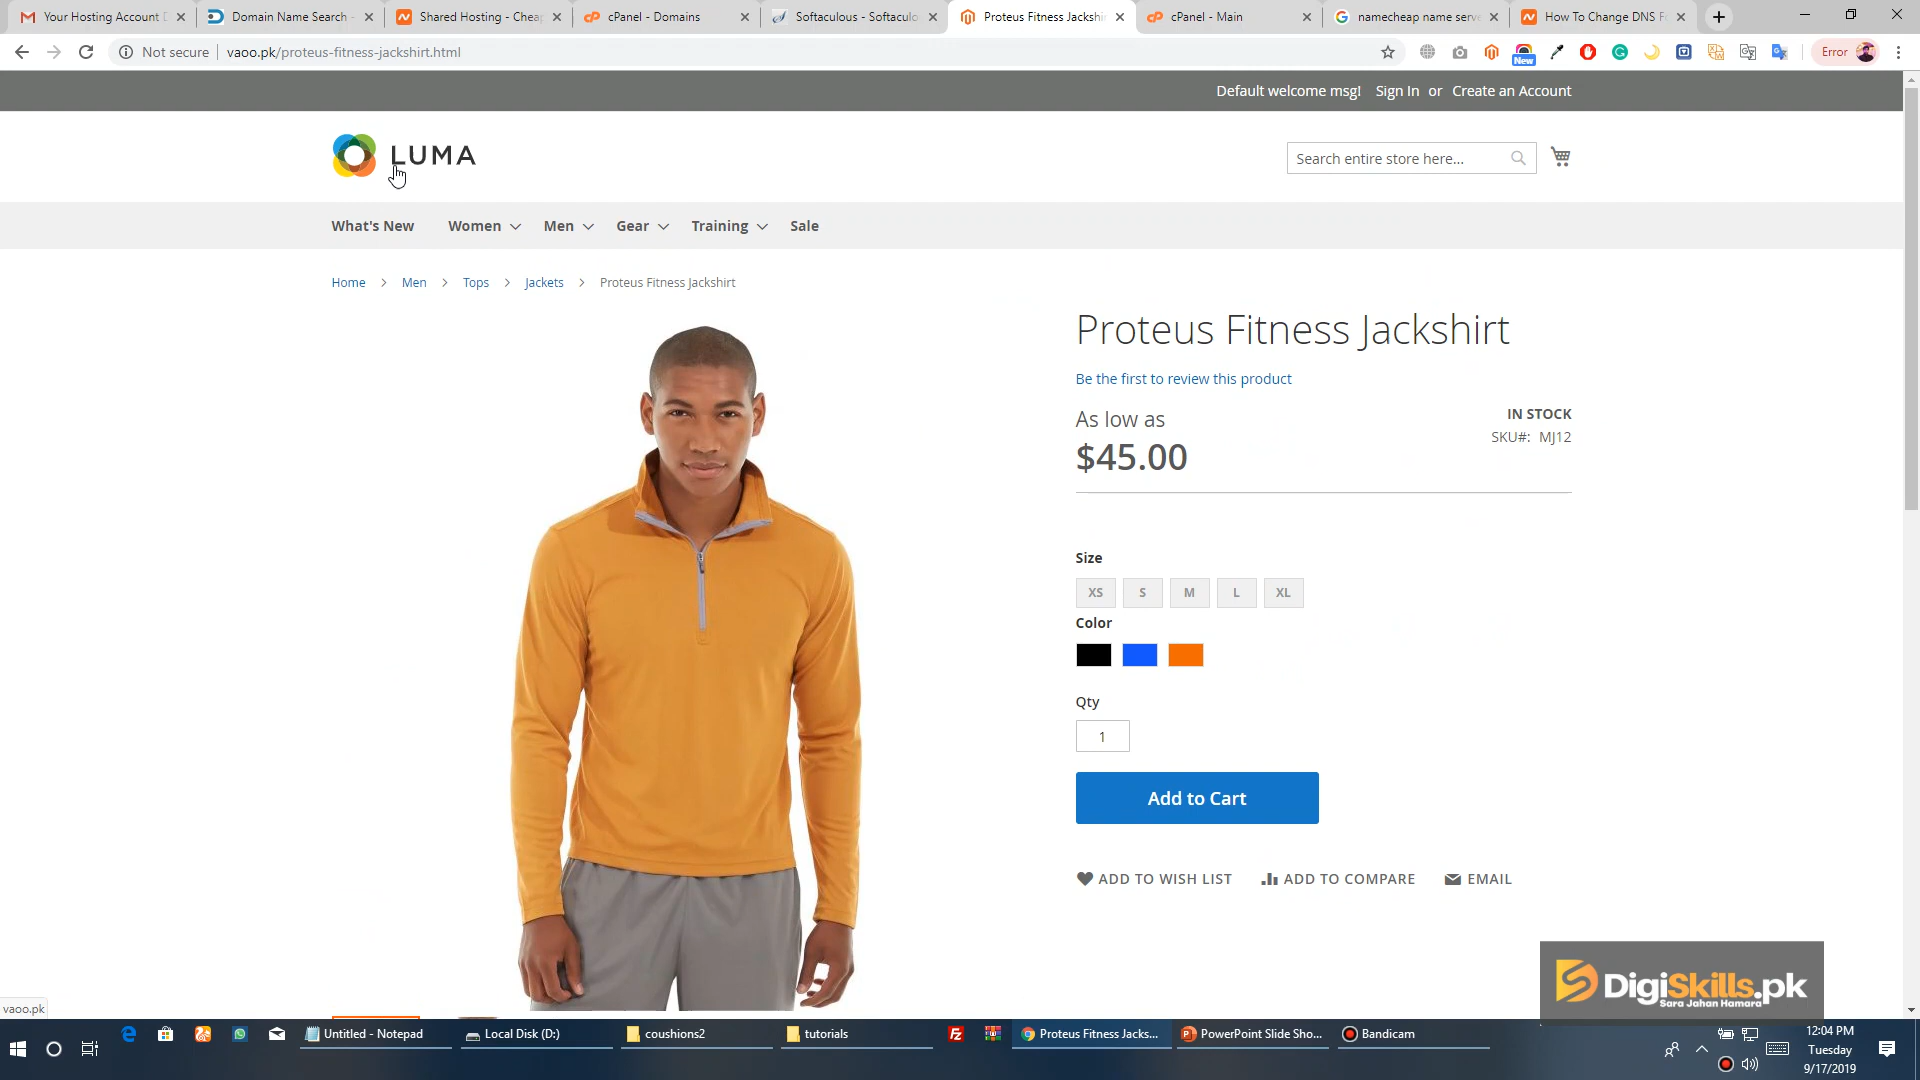 Your Hosting Account D
Domain Name Search -
Shared Hosting - Cheap
cPanel - Domains
Softaculous - Softaculo
Proteus Fitness Jackshir
cPanel - Main
namecheap name serve
How To Change DNS Fo
Not secure
vaoo.pk/proteus-fitness-jackshirt.html
New
Error
Default welcome msg! Sign In or Create an Account
LUMA
Search entire store here...
What's New Women Men Gear Training Sale
Home > Men > Tops > Jackets > Proteus Fitness Jackshirt
Proteus Fitness Jackshirt
Be the first to review this product
As low as
$45.00
IN STOCK
SKU#: MJ12
Size
XS S M L XL
Color
Qty
1
Add to Cart
ADD TO WISH LIST ADD TO COMPARE EMAIL
DigiSkills.pk
Sara Jahan Hamara
vaoo.pk
Untitled - Notepad
Local Disk (D:)
coushions2
tutorials
Proteus Fitness Jacks...
PowerPoint Slide Sho...
Bandicam
12:04 PM
Tuesday
9/17/2019